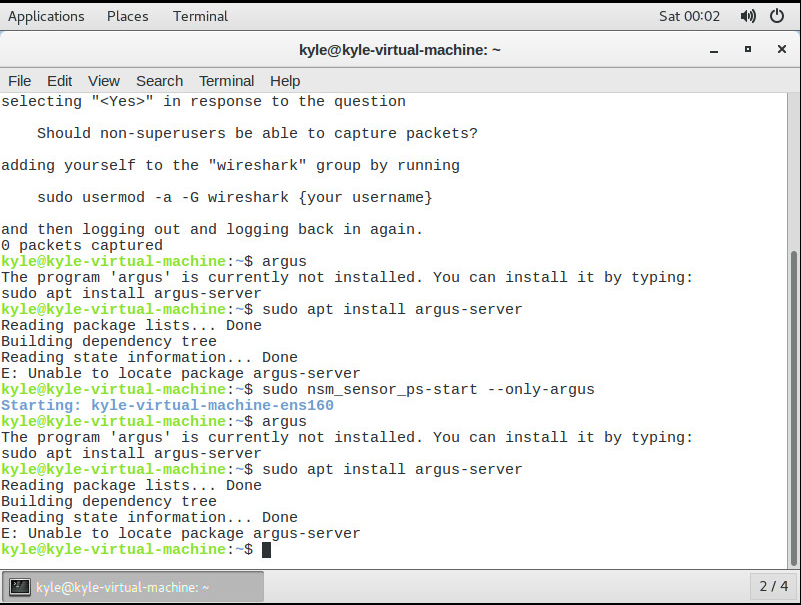 Applications Places Terminal Sat 00:02
kyle@kyle-virtual-machine: ~
File Edit View Search Terminal Help
selecting "<Yes>" in response to the question
Should non-superusers be able to capture packets?
adding yourself to the "wireshark" group by running
sudo usermod -a -G wireshark {your username}
and then logging out and logging back in again.
0 packets captured
kyle@kyle-virtual-machine:~$ argus
The program 'argus' is currently not installed. You can install it by typing:
sudo apt install argus-server
kyle@kyle-virtual-machine:~$ sudo apt install argus-server
Reading package lists... Done
Building dependency tree
Reading state information... Done
E: Unable to locate package argus-server
kyle@kyle-virtual-machine:~$ sudo nsm_sensor_ps-start --only-argus
Starting: kyle-virtual-machine-ens160
kyle@kyle-virtual-machine:~$ argus
The program 'argus' is currently not installed. You can install it by typing:
sudo apt install argus-server
kyle@kyle-virtual-machine:~$ sudo apt install argus-server
Reading package lists... Done
Building dependency tree
Reading state information... Done
E: Unable to locate package argus-server
kyle@kyle-virtual-machine:~$
kyle@kyle-virtual-machine: ~ 2 / 4